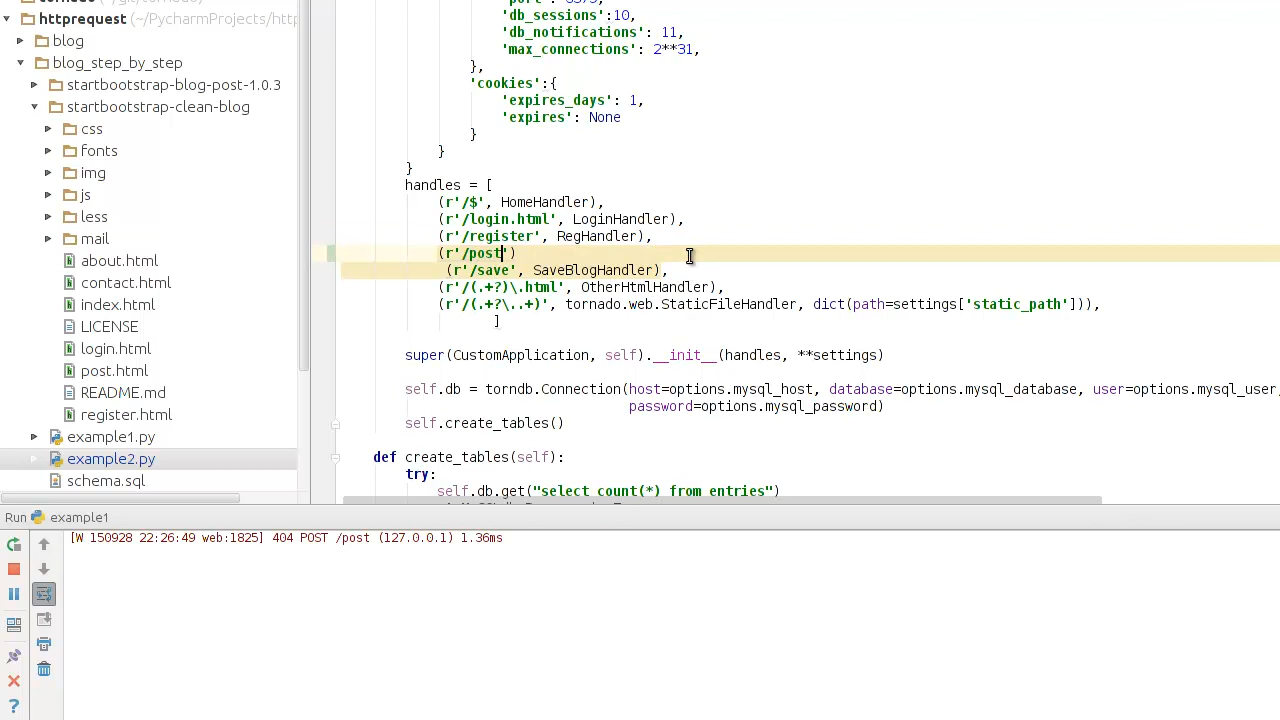 httprequest (~/PycharmProjects/http
blog
blog_step_by_step
startbootstrap-blog-post-1.0.3
startbootstrap-clean-blog
css
fonts
img
js
less
mail
about.html
contact.html
index.html
LICENSE
login.html
post.html
README.md
register.html
example1.py
example2.py
schema.sql
'db_sessions':10,
'db_notifications': 11,
'max_connections': 2**31,
},
'cookies':{
'expires_days': 1,
'expires': None
}
}
}
handles = [
(r'/$', HomeHandler),
(r'/login.html', LoginHandler),
(r'/register', RegHandler),
(r'/post')
(r'/save', SaveBlogHandler),
(r'/(.+?)\.html', OtherHtmlHandler),
(r'/(.+?\..+)', tornado.web.StaticFileHandler, dict(path=settings['static_path'])),
]
super(CustomApplication, self).__init__(handles, **settings)
self.db = torndb.Connection(host=options.mysql_host, database=options.mysql_database, user=options.mysql_user,
password=options.mysql_password)
self.create_tables()
def create_tables(self):
try:
self.db.get("select count(*) from entries")
Run example1
[W 150928 22:26:49 web:1825] 404 POST /post (127.0.0.1) 1.36ms